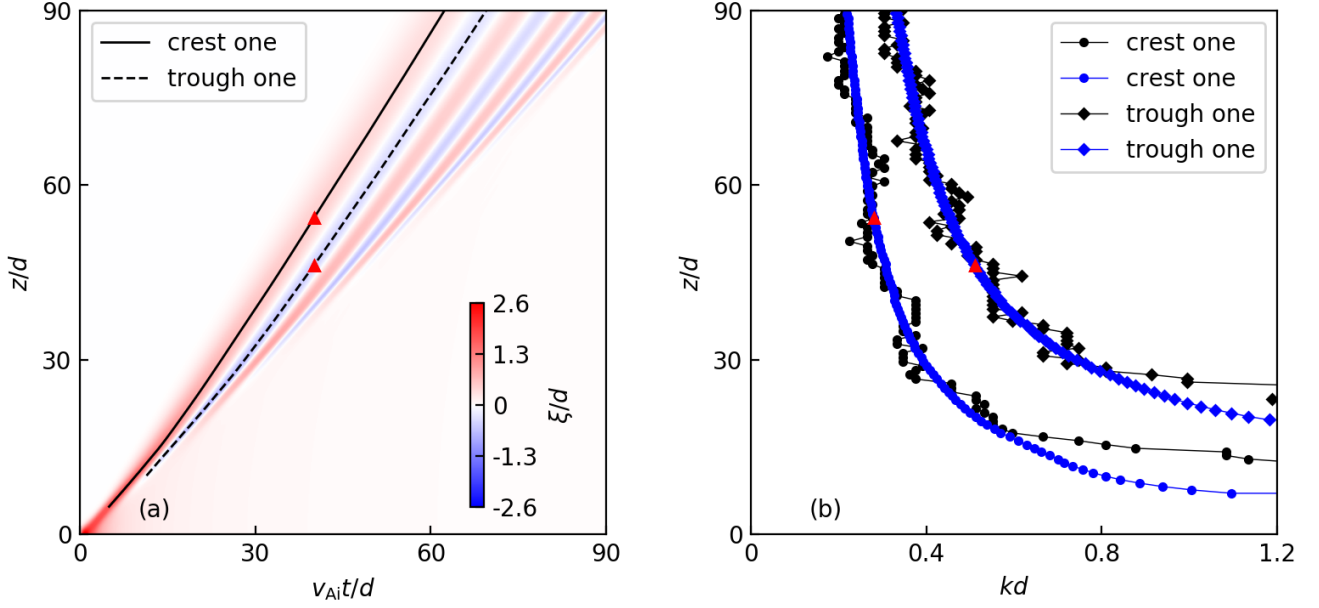 90
60
30
0
z/d
crest one
trough one
2.6
1.3
0
-1.3
-2.6
ξ/d
(a)
0
30
60
90
v_Ai t/d
90
60
30
0
z/d
crest one
crest one
trough one
trough one
(b)
0
0.4
0.8
1.2
kd